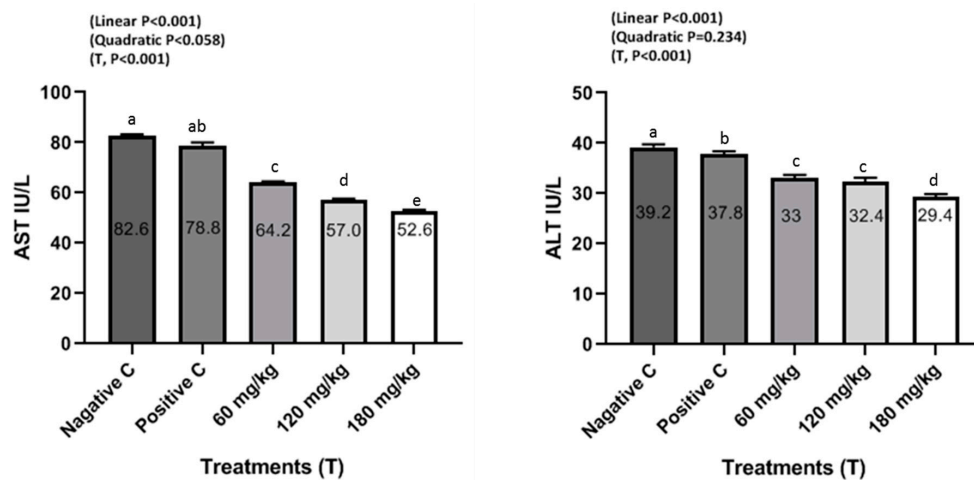 (Linear P<0.001)
(Quadratic P<0.058)
(T, P<0.001)
AST IU/L
100
80
60
40
20
0
a
ab
c
d
e
82.6
78.8
64.2
57.0
52.6
Nagative C
Positive C
60 mg/kg
120 mg/kg
180 mg/kg
Treatments (T)
(Linear P<0.001)
(Quadratic P=0.234)
(T, P<0.001)
ALT IU/L
50
40
30
20
10
0
a
b
c
c
d
39.2
37.8
33
32.4
29.4
Nagative C
Positive C
60 mg/kg
120 mg/kg
180 mg/kg
Treatments (T)